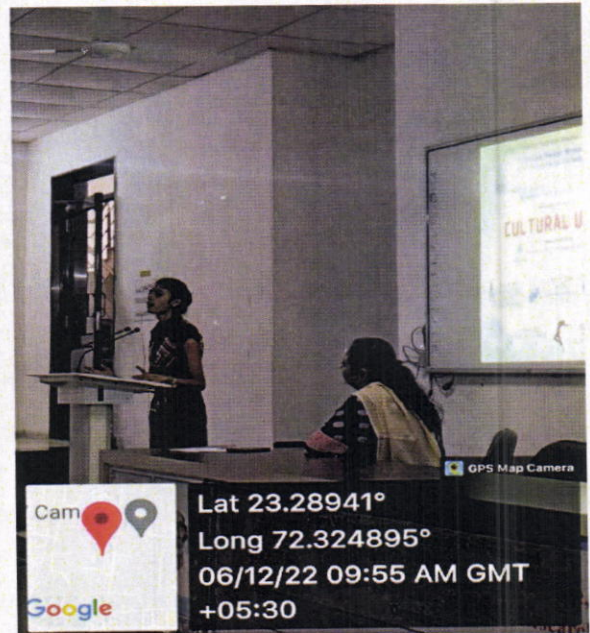 CULTURAL U
GPS Map Camera
Cam
Google
Lat 23.28941°
Long 72.324895°
06/12/22 09:55 AM GMT
+05:30